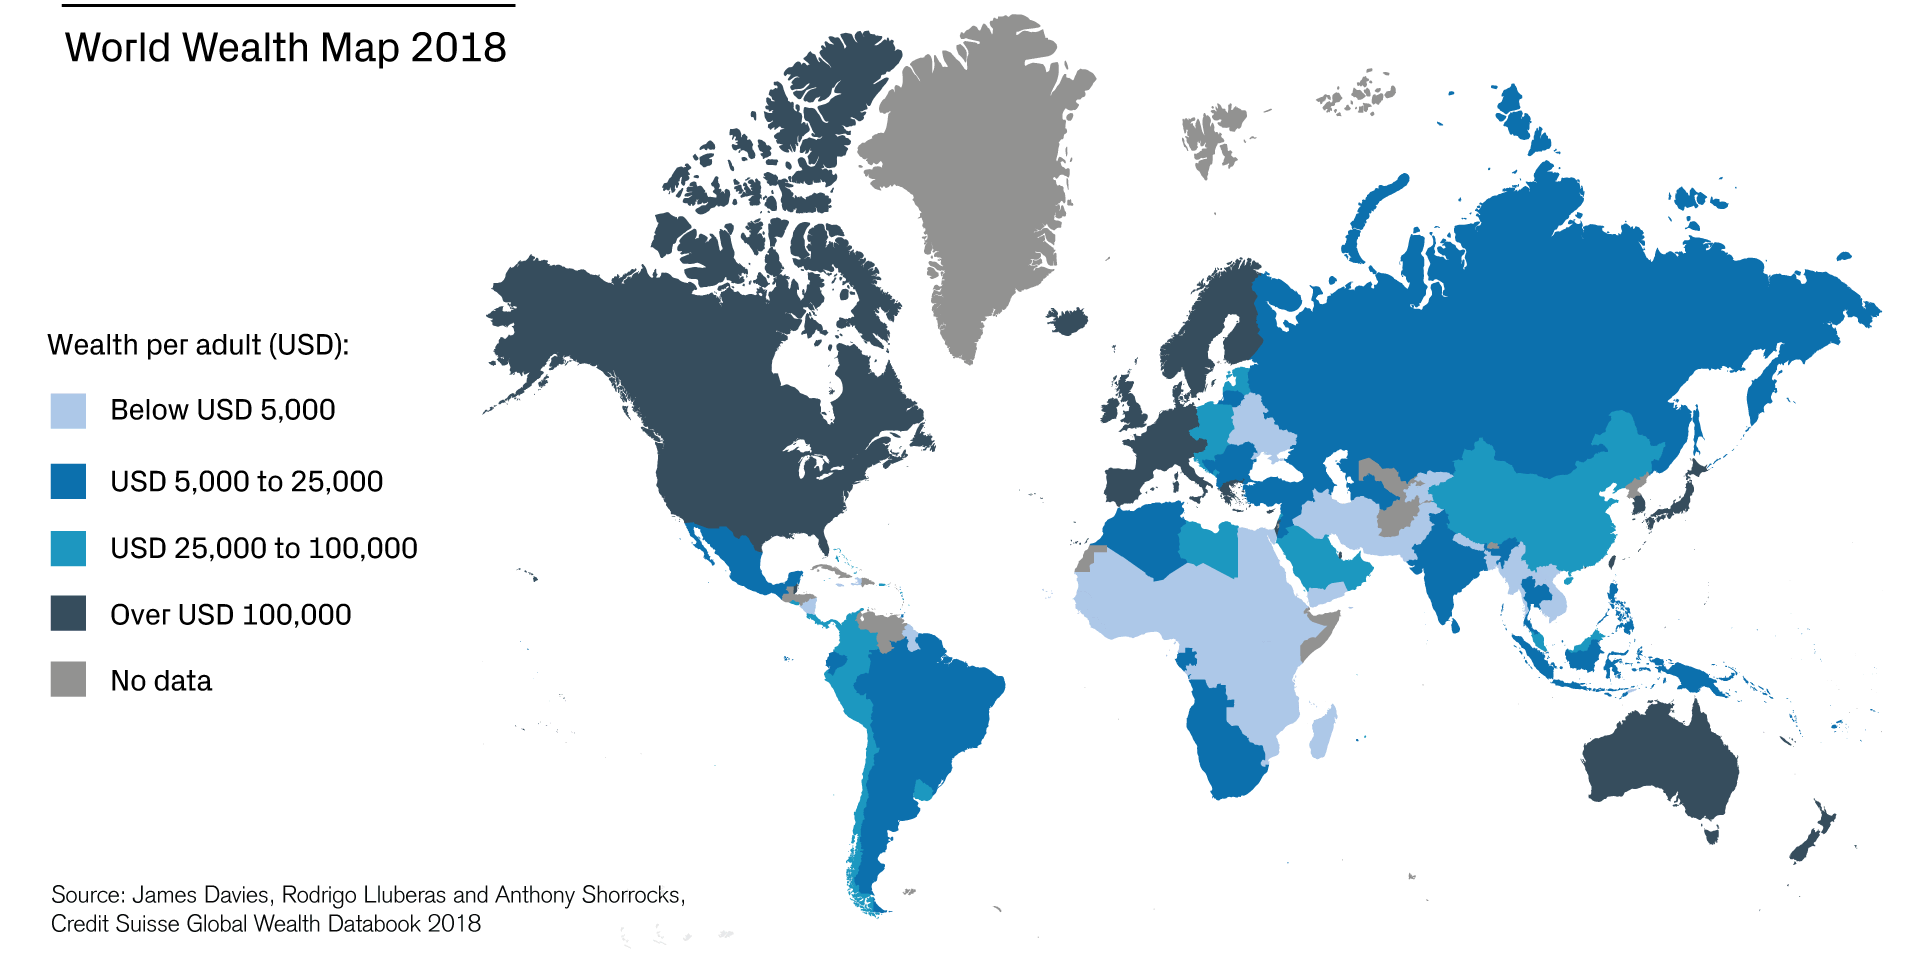 World Wealth Map 2018
Wealth per adult (USD):
Below USD 5,000
USD 5,000 to 25,000
USD 25,000 to 100,000
Over USD 100,000
No data
Source: James Davies, Rodrigo Lluberas and Anthony Shorrocks,
Credit Suisse Global Wealth Databook 2018